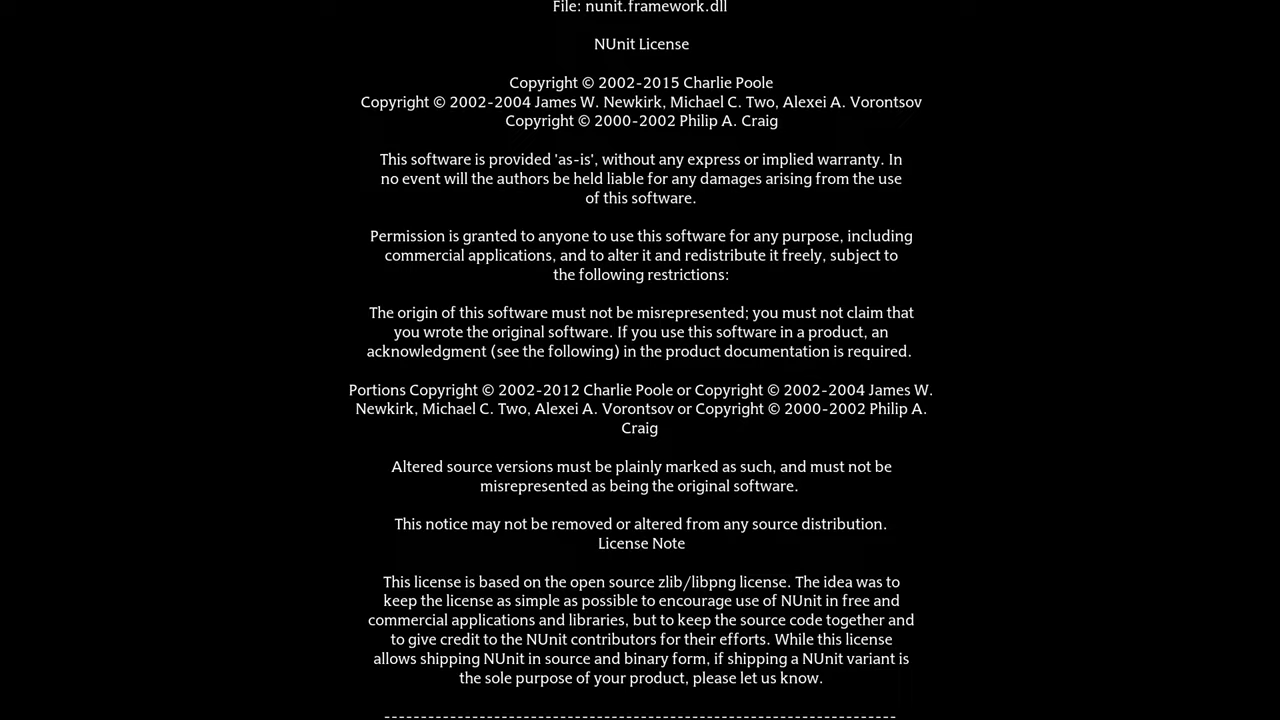 File: nunit.framework.dll
NUnit License
Copyright © 2002-2015 Charlie Poole
Copyright © 2002-2004 James W. Newkirk, Michael C. Two, Alexei A. Vorontsov
Copyright © 2000-2002 Philip A. Craig
This software is provided 'as-is', without any express or implied warranty. In
no event will the authors be held liable for any damages arising from the use
of this software.
Permission is granted to anyone to use this software for any purpose, including
commercial applications, and to alter it and redistribute it freely, subject to
the following restrictions:
The origin of this software must not be misrepresented; you must not claim that
you wrote the original software. If you use this software in a product, an
acknowledgment (see the following) in the product documentation is required.
Portions Copyright © 2002-2012 Charlie Poole or Copyright © 2002-2004 James W.
Newkirk, Michael C. Two, Alexei A. Vorontsov or Copyright © 2000-2002 Philip A.
Craig
Altered source versions must be plainly marked as such, and must not be
misrepresented as being the original software.
This notice may not be removed or altered from any source distribution.
License Note
This license is based on the open source zlib/libpng license. The idea was to
keep the license as simple as possible to encourage use of NUnit in free and
commercial applications and libraries, but to keep the source code together and
to give credit to the NUnit contributors for their efforts. While this license
allows shipping NUnit in source and binary form, if shipping a NUnit variant is
the sole purpose of your product, please let us know.
----------------------------------------------------------------------